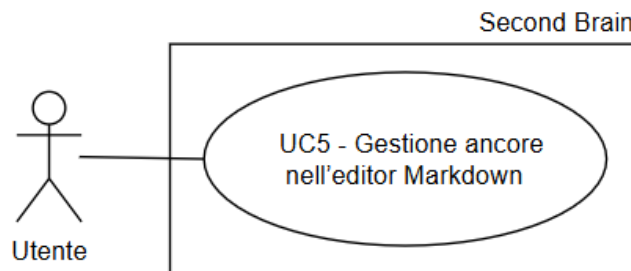 Second Brain
UC5 - Gestione ancore
nell'editor Markdown
Utente